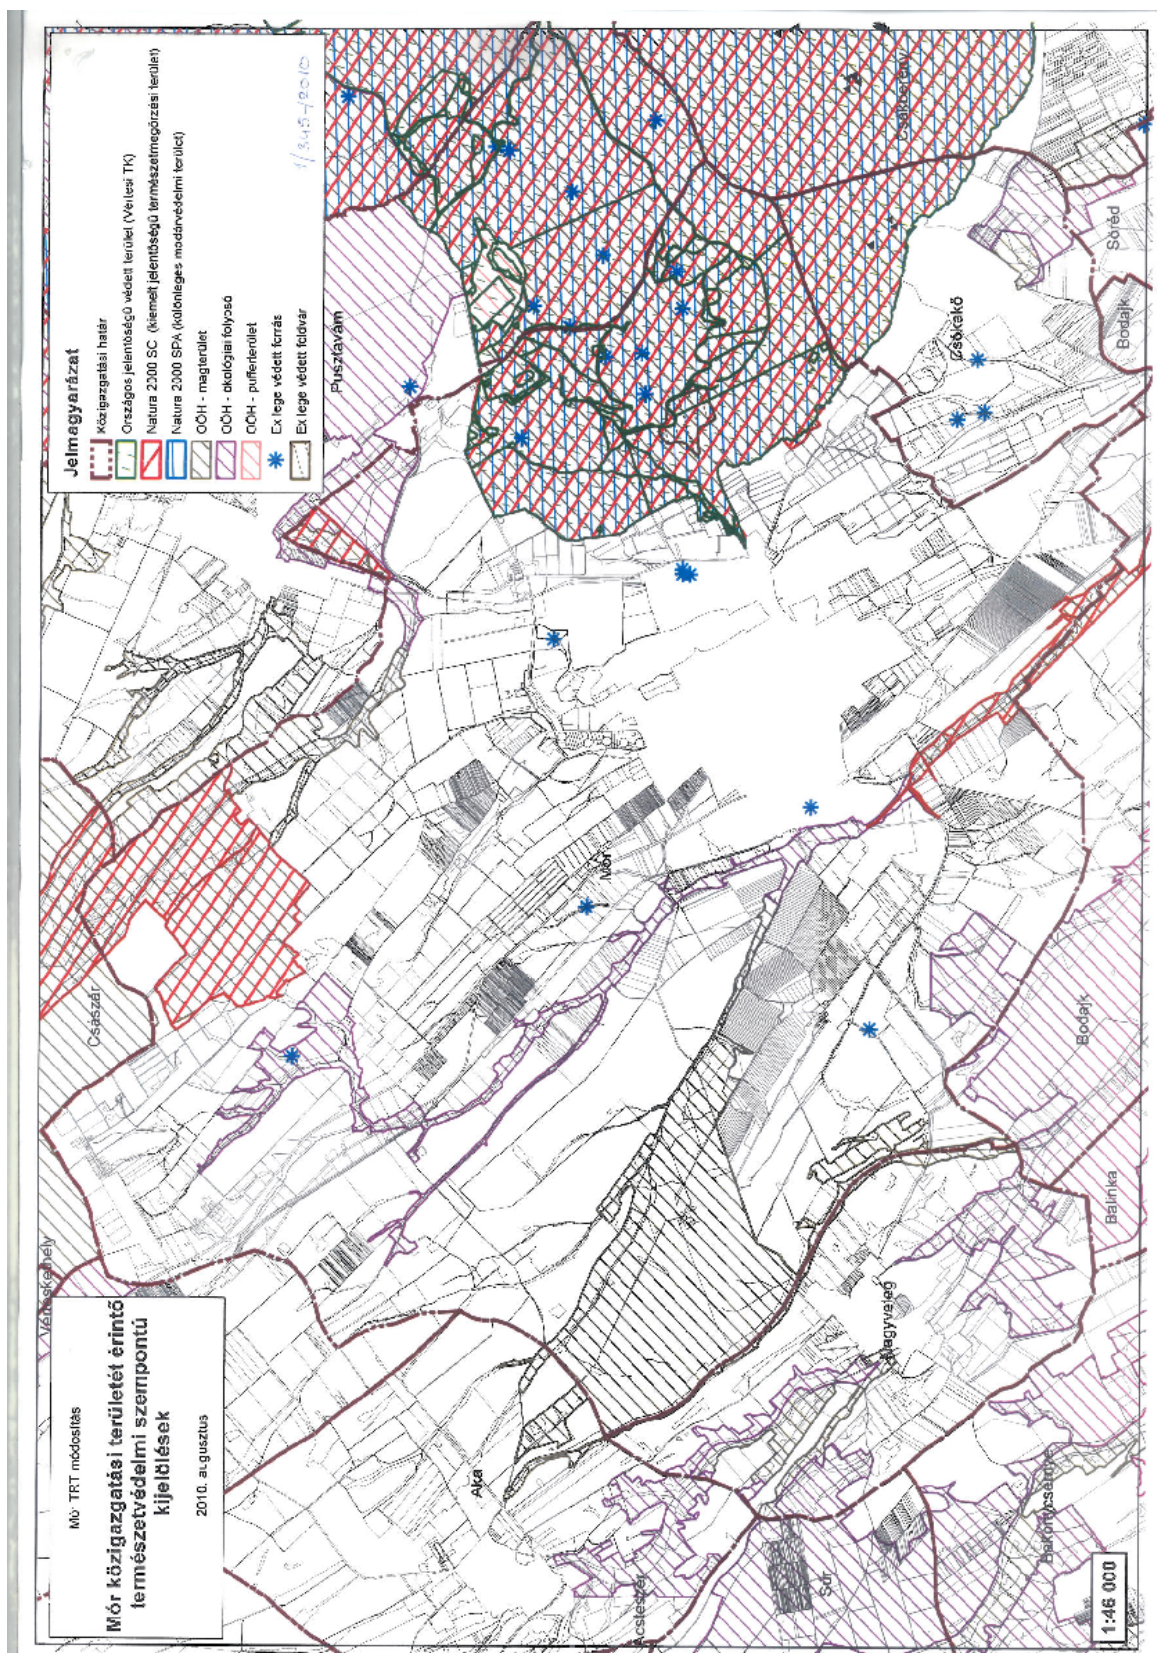 Mór TRT módosítás
Mór közigazgatási területét érintő
természetvédelmi szempontú
kijelölések
2010. augusztus
Jelmagyarázat
Közigazgatási határ
Országos jelentőségű védett terület (Vértesi TK)
Natura 2000 SC (kiemelt jelentőségű természetmegőrzési terület)
Natura 2000 SPA (különleges madárvédelmi terület)
OÖH - magterület
OÖH - ökológiai folyosó
OÖH - pufferterület
Ex lege védett forrás
Ex lege védett földvár
Vérteskethely
Császár
Pusztavám
Csákberény
Aka
Mór
Csókakő
Söréd
Bodajk
Nagyveleg
Bodajk
Balinka
Ácsteszér
Súr
Bakonycsernye
1:46 000